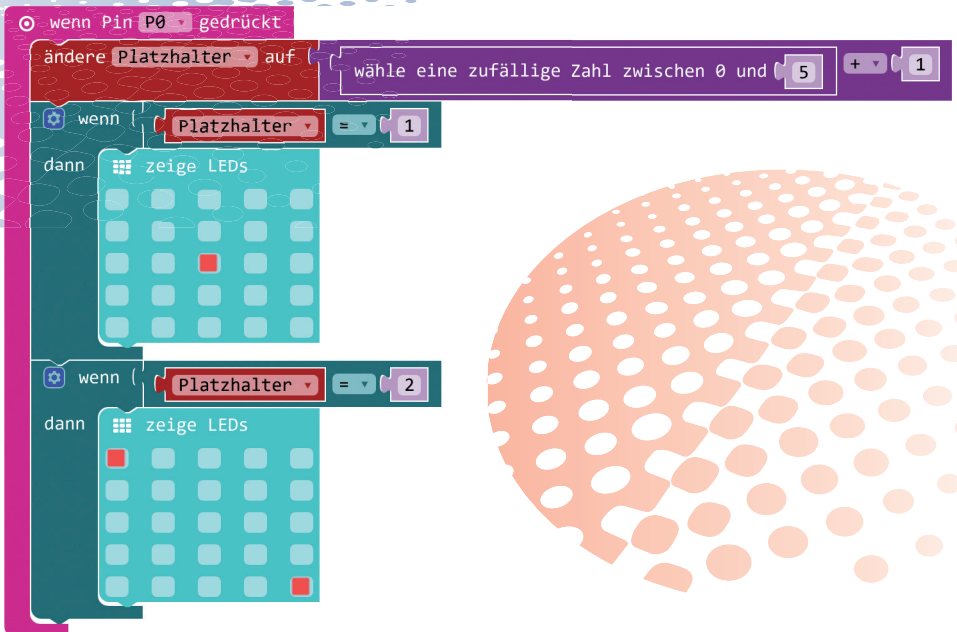 wenn Pin P0 gedrückt
ändere Platzhalter auf wähle eine zufällige Zahl zwischen 0 und 5 + 1
wenn Platzhalter = 1
dann zeige LEDs
wenn Platzhalter = 2
dann zeige LEDs